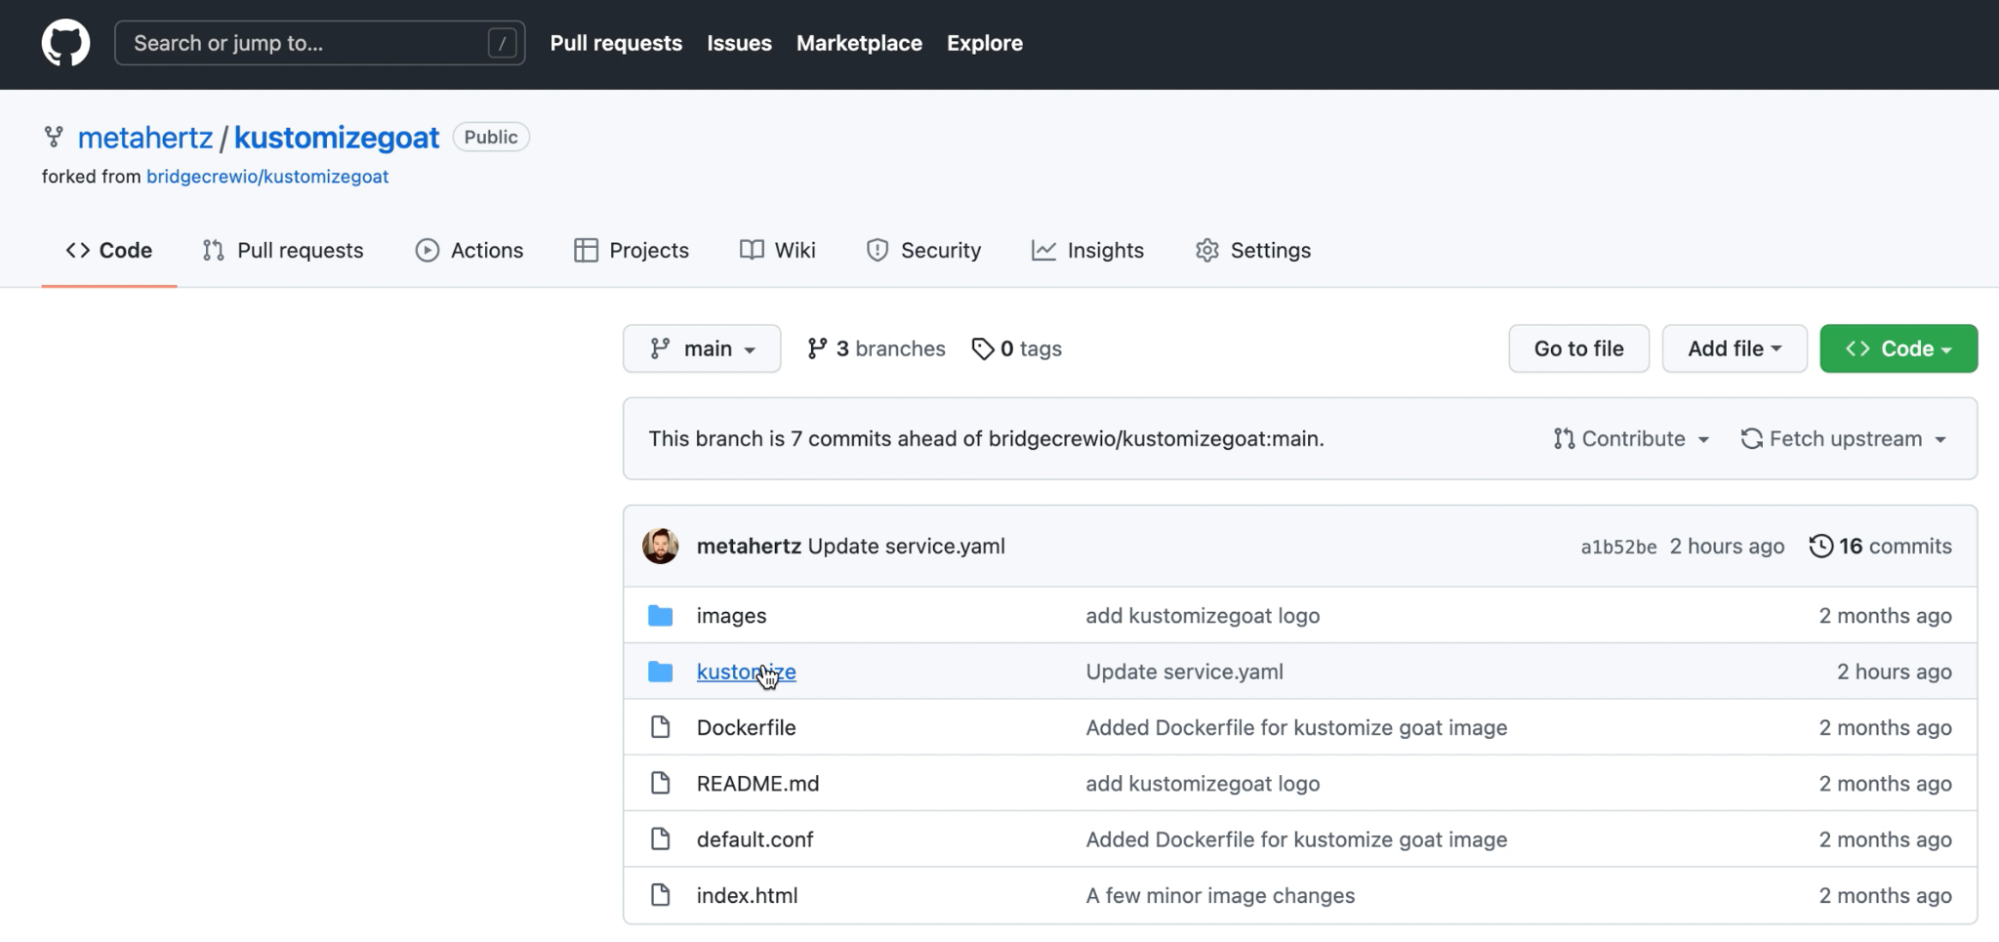 Search or jump to... /
Pull requests Issues Marketplace Explore
metahertz / kustomizegoat Public
forked from bridgecrewio/kustomizegoat
Code Pull requests Actions Projects Wiki Security Insights Settings
main 3 branches 0 tags Go to file Add file Code
This branch is 7 commits ahead of bridgecrewio/kustomizegoat:main. Contribute Fetch upstream
metahertz Update service.yaml a1b52be 2 hours ago 16 commits
images add kustomizegoat logo 2 months ago
kustomize Update service.yaml 2 hours ago
Dockerfile Added Dockerfile for kustomize goat image 2 months ago
README.md add kustomizegoat logo 2 months ago
default.conf Added Dockerfile for kustomize goat image 2 months ago
index.html A few minor image changes 2 months ago